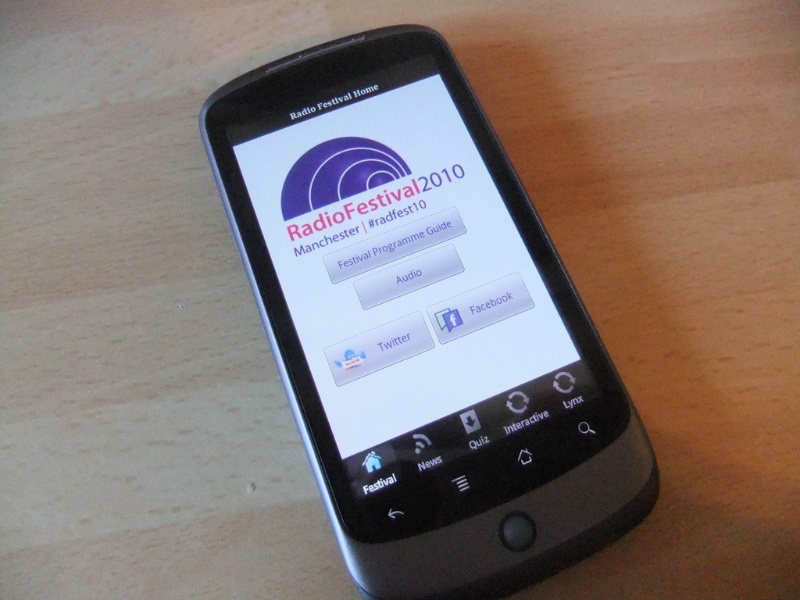 Radio Festival Home
RadioFestival2010
Manchester | #radfest10
Festival Programme Guide
Audio
Twitter
Facebook
Festival
News
Quiz
Interactive
Lynx